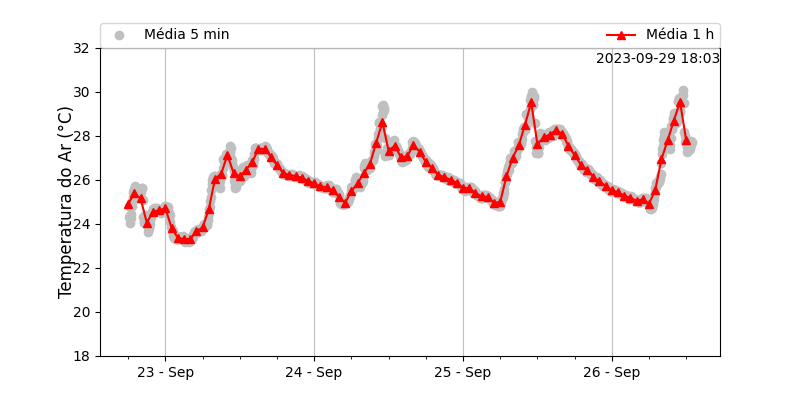 Média 5 min
Média 1 h
2023-09-29 18:03
Temperatura do Ar (°C)
32
30
28
26
24
22
20
18
23 - Sep
24 - Sep
25 - Sep
26 - Sep